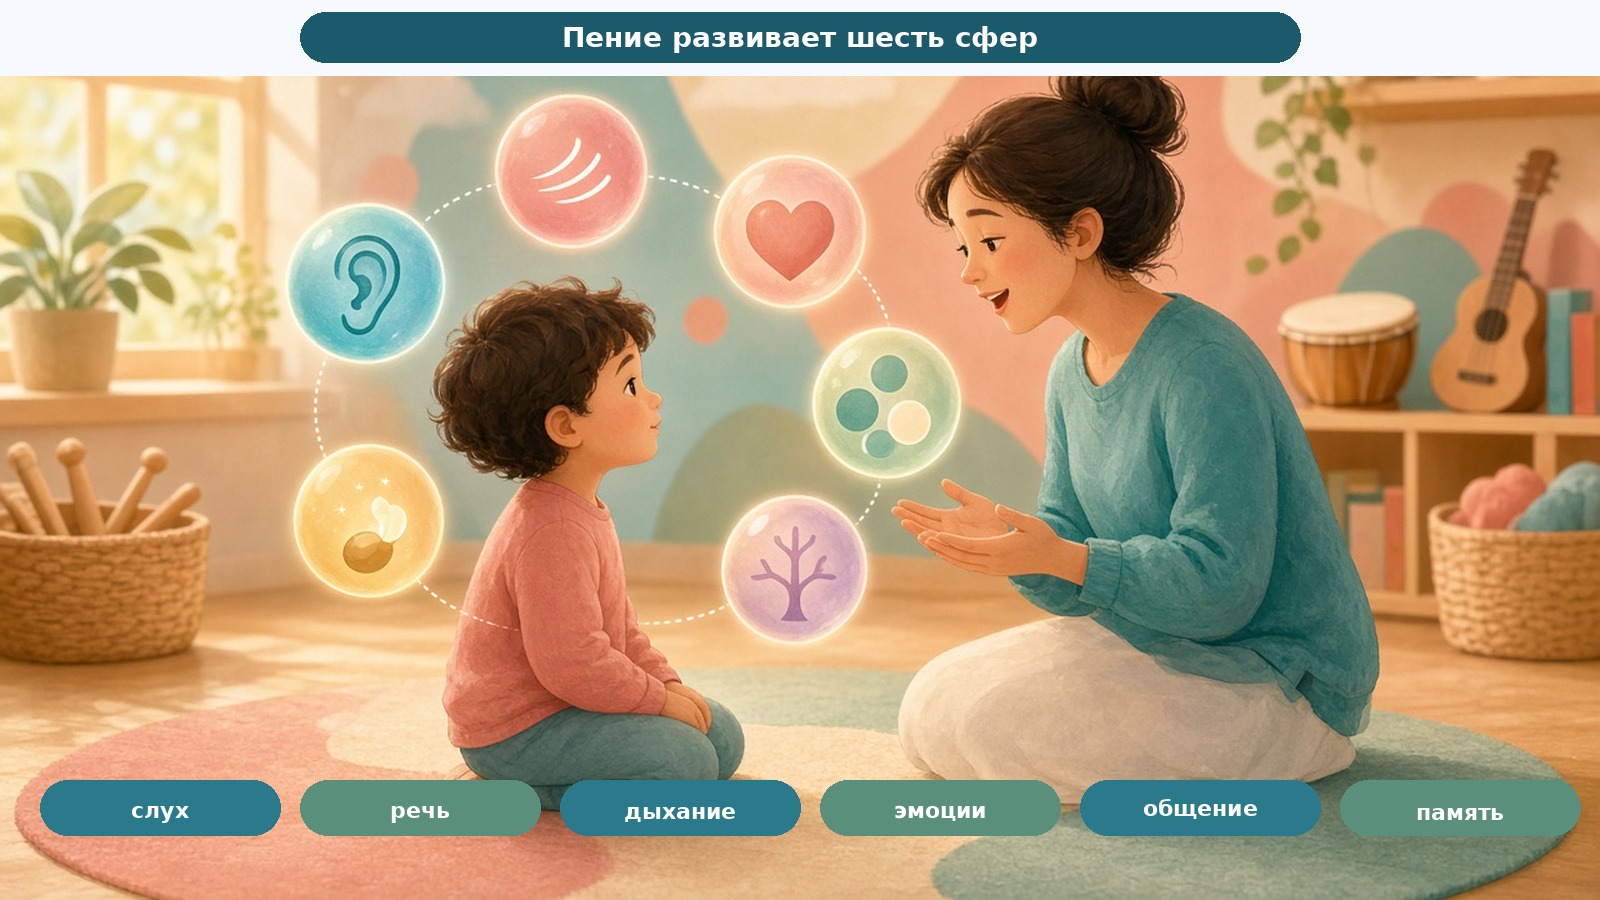 Пение развивает шесть сфер
слух
речь
дыхание
эмоции
общение
память